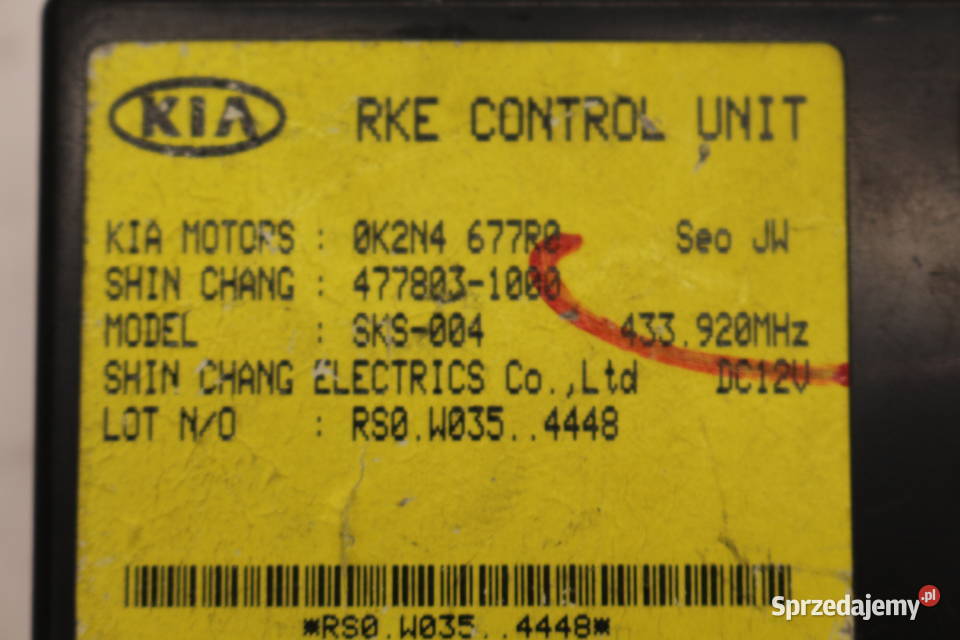 KIA RKE CONTROL UNIT
KIA MOTORS : 0K2N4 677R0 Seo JW
SHIN CHANG : 477803-1000
MODEL : SKS-004 433.920MHz
SHIN CHANG ELECTRICS Co.,Ltd DC12V
LOT N/O : RS0.W035..4448
*RS0.W035..4448*
Sprzedajemy.pl